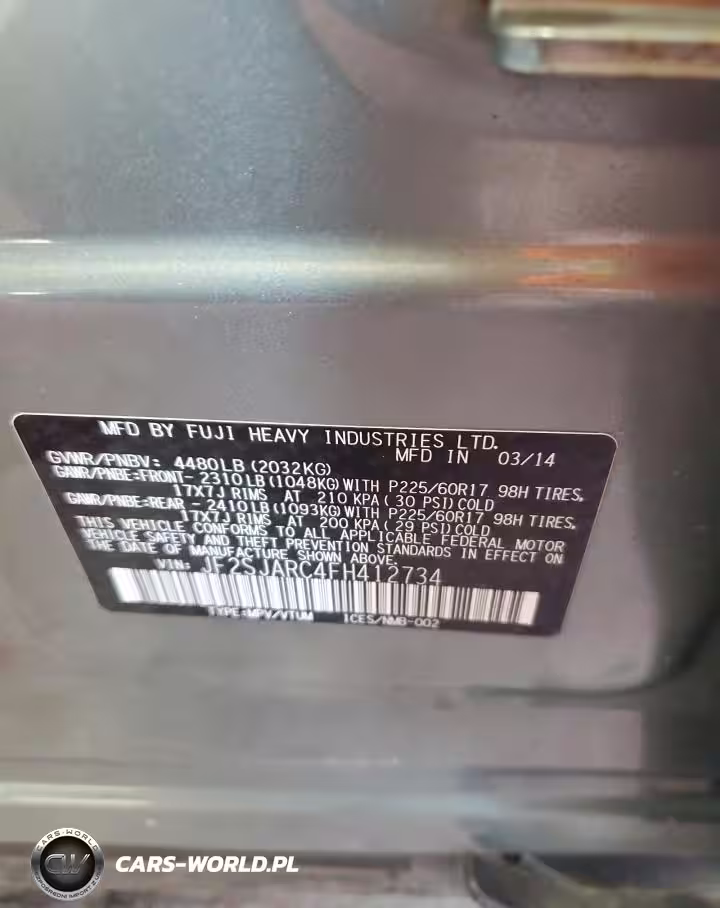 MFD BY FUJI HEAVY INDUSTRIES LTD.
GVWR/PNBV: 4480LB(2032KG) MFD IN 03/14
GAWR/PNBE:FRONT- 2310LB(1048KG)WITH P225/60R17 98H TIRES,
17X7J RIMS AT 210 KPA(30 PSI)COLD
GAWR/PNBE:REAR - 2410LB(1093KG)WITH P225/60R17 98H TIRES,
17X7J RIMS AT 200 KPA(29 PSI)COLD
THIS VEHICLE CONFORMS TO ALL APPLICABLE FEDERAL MOTOR
VEHICLE SAFETY AND THEFT PREVENTION STANDARDS IN EFFECT ON
THE DATE OF MANUFACTURE SHOWN ABOVE.
VIN: JF2SJARC4FH412734
TYPE:MPV/VTUM ICES/NMB-002
CARS-WORLD
CW
CARS-WORLD.PL